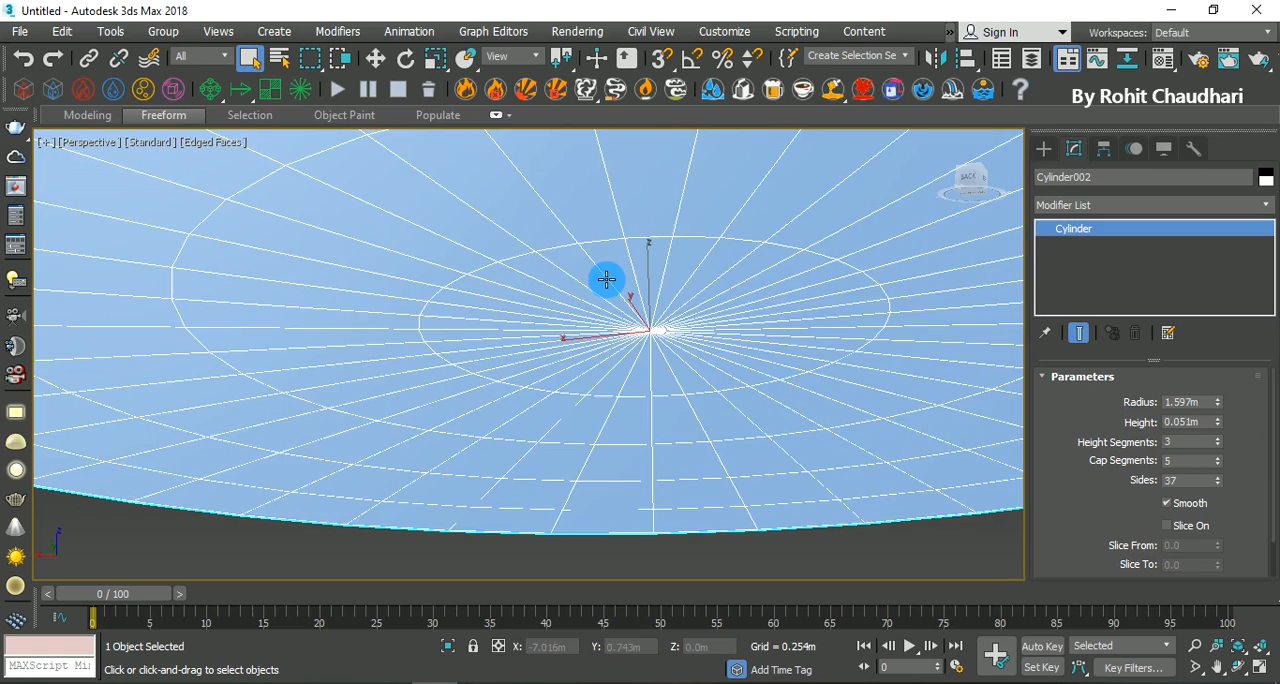 Untitled - Autodesk 3ds Max 2018
File Edit Tools Group Views Create Modifiers Animation Graph Editors Rendering Civil View Customize Scripting Content » Sign In Workspaces: Default
All View Create Selection Se
By Rohit Chaudhari
Modeling Freeform Selection Object Paint Populate
[+][Perspective][Standard][Edged Faces]
BACK
Cylinder002
Modifier List
Cylinder
z
y
x
Parameters
Radius: 1.597m
Height: 0.051m
Height Segments: 3
Cap Segments: 5
Sides: 37
Smooth
Slice On
Slice From: 0.0
Slice To: 0.0
z
< 0 / 100 >
0 5 10 15 20 25 30 35 40 45 50 55 60 65 70 75 80 85 90 95 100
1 Object Selected X: -7.016m Y: 0.743m Z: 0.0m Grid = 0.254m Auto Key Selected
MAXScript Mi Click or click-and-drag to select objects Add Time Tag 0 Set Key Key Filters...